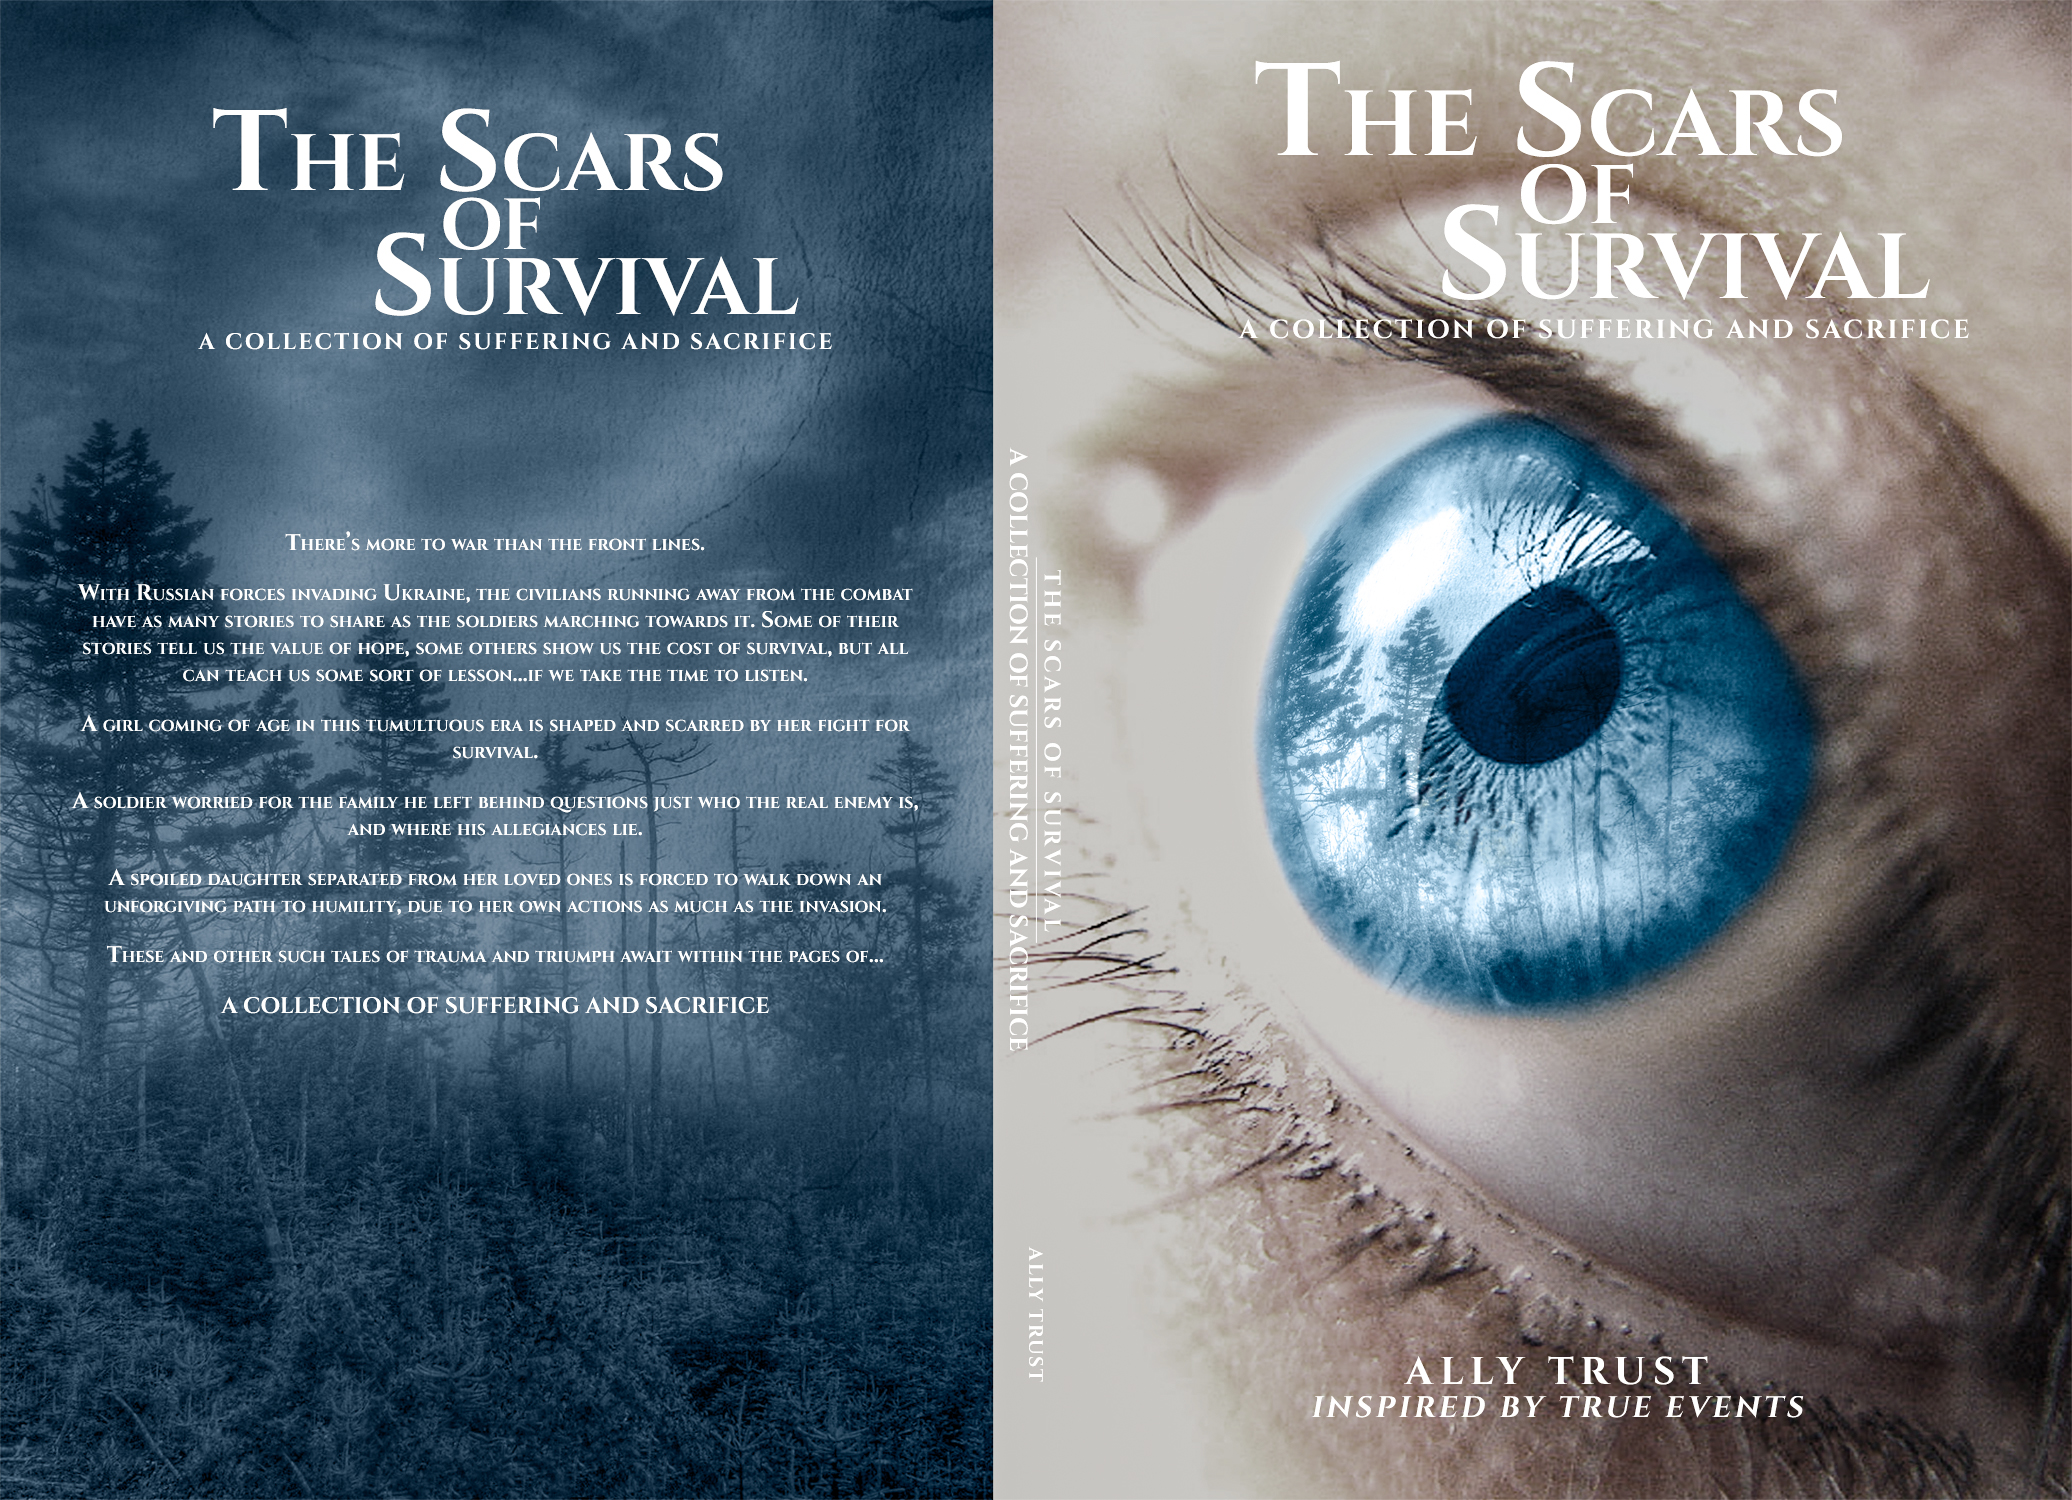 The Scars
of
Survival
A COLLECTION OF SUFFERING AND SACRIFICE
There's more to war than the front lines.
With Russian forces invading Ukraine, the civilians running away from the combat
have as many stories to share as the soldiers marching towards it. Some of their
stories tell us the value of hope, some others show us the cost of survival, but all
can teach us some sort of lesson...if we take the time to listen.
A girl coming of age in this tumultuous era is shaped and scarred by her fight for
survival.
A soldier worried for the family he left behind questions just who the real enemy is,
and where his allegiances lie.
A spoiled daughter separated from her loved ones is forced to walk down an
unforgiving path to humility, due to her own actions as much as the invasion.
These and other such tales of trauma and triumph await within the pages of...
A COLLECTION OF SUFFERING AND SACRIFICE
THE SCARS OF SURVIVAL
A COLLECTION OF SUFFERING AND SACRIFICE
ALLY TRUST
The Scars
of
Survival
A COLLECTION OF SUFFERING AND SACRIFICE
ALLY TRUST
INSPIRED BY TRUE EVENTS